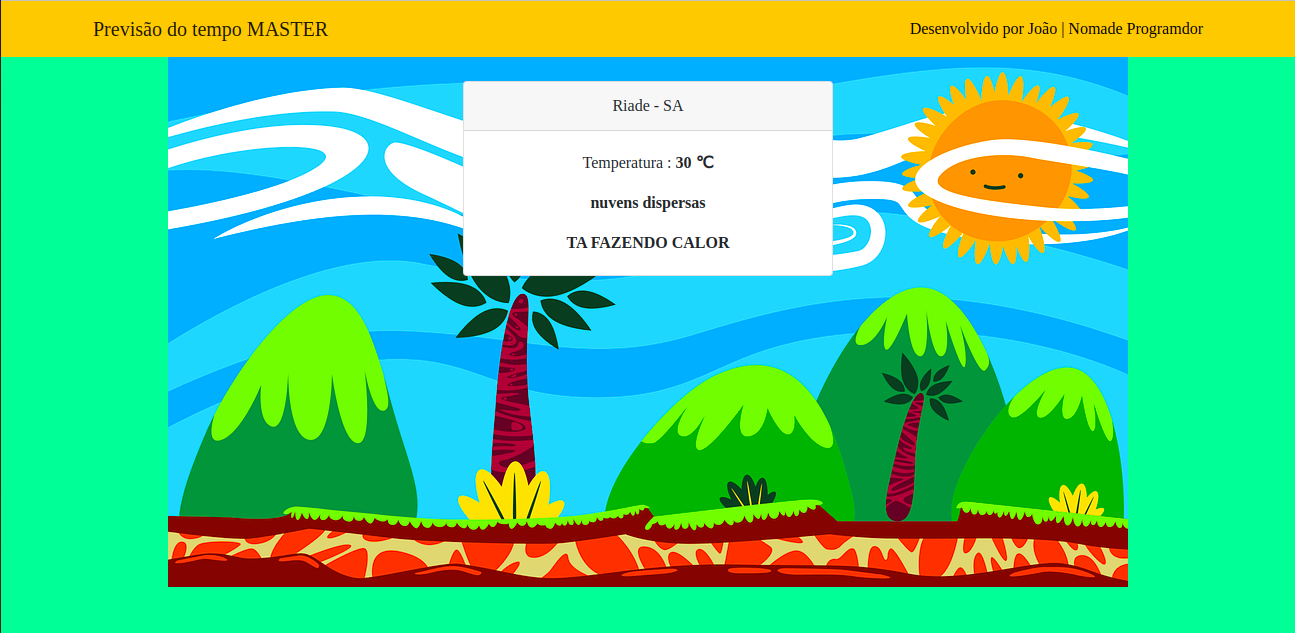 Previsão do tempo MASTER
Desenvolvido por João | Nomade Programdor
Riade - SA
Temperatura : 30 ℃
nuvens dispersas
TA FAZENDO CALOR